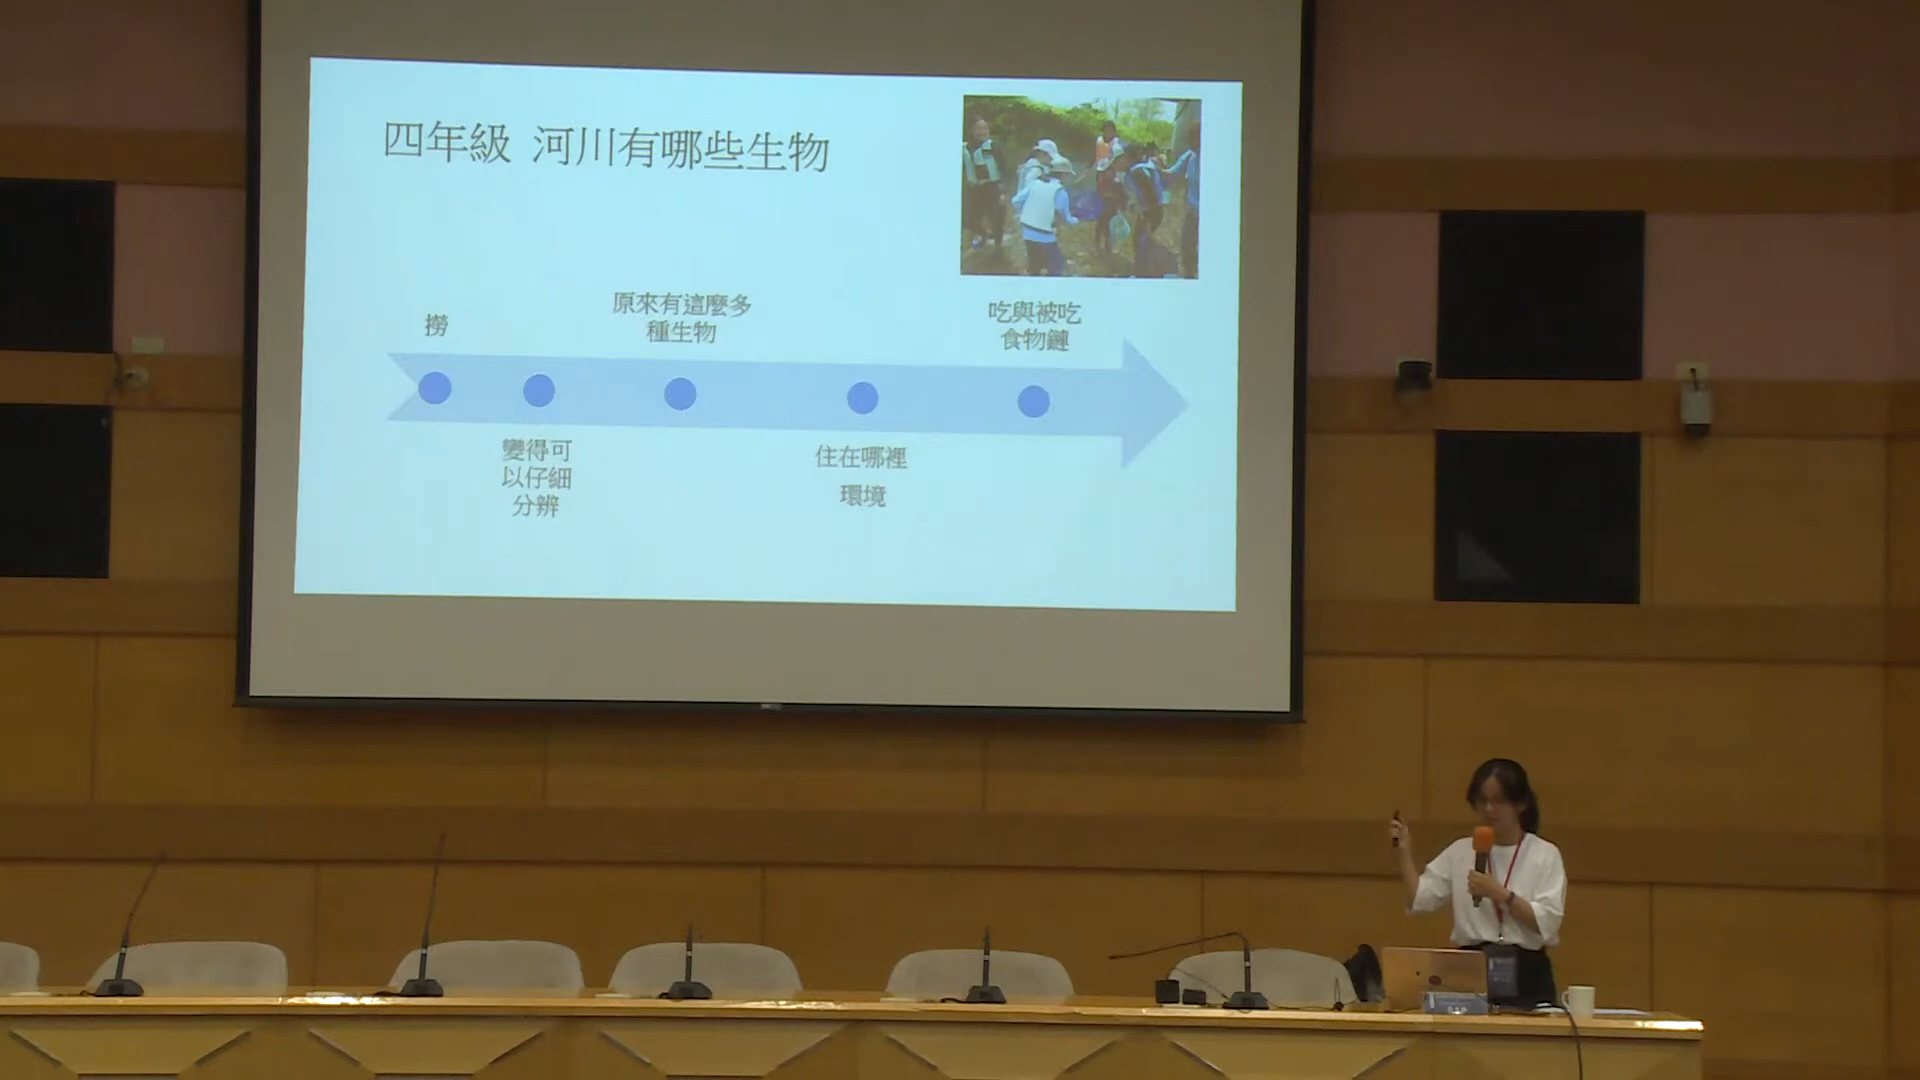 四年級 河川有哪些生物
撈
原來有這麼多
種生物
吃與被吃
食物鏈
變得可
以仔細
分辨
住在哪裡
環境